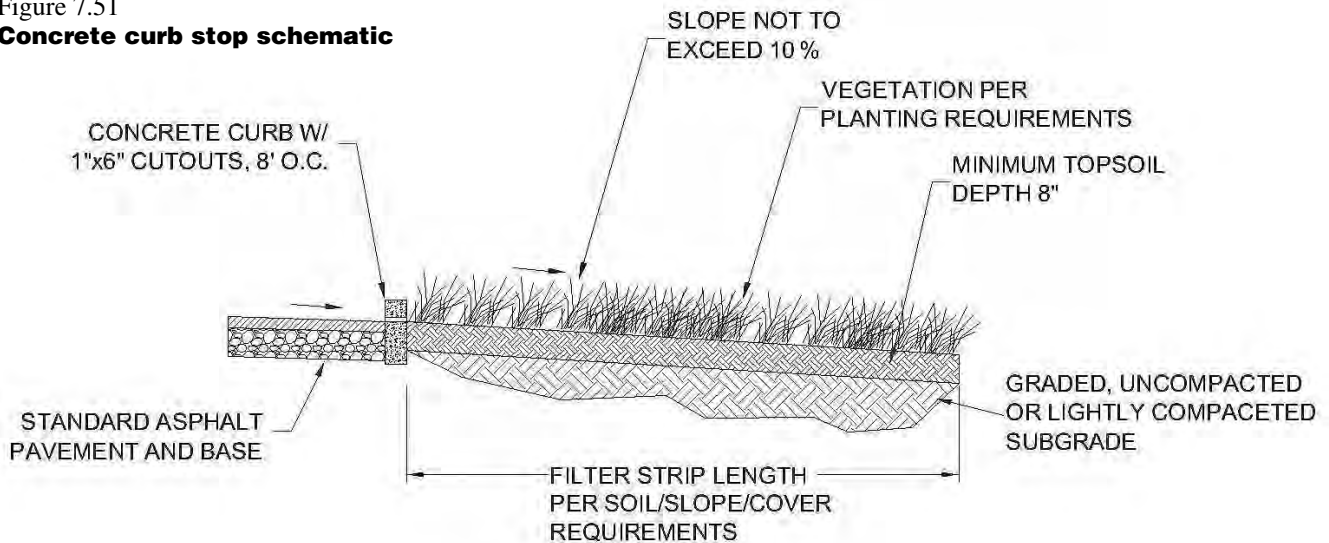 Figure 7.51
Concrete curb stop schematic
SLOPE NOT TO
EXCEED 10 %
VEGETATION PER
PLANTING REQUIREMENTS
CONCRETE CURB W/
1"x6" CUTOUTS, 8' O.C.
MINIMUM TOPSOIL
DEPTH 8"
STANDARD ASPHALT
PAVEMENT AND BASE
GRADED, UNCOMPACTED
OR LIGHTLY COMPACETED
SUBGRADE
FILTER STRIP LENGTH
PER SOIL/SLOPE/COVER
REQUIREMENTS